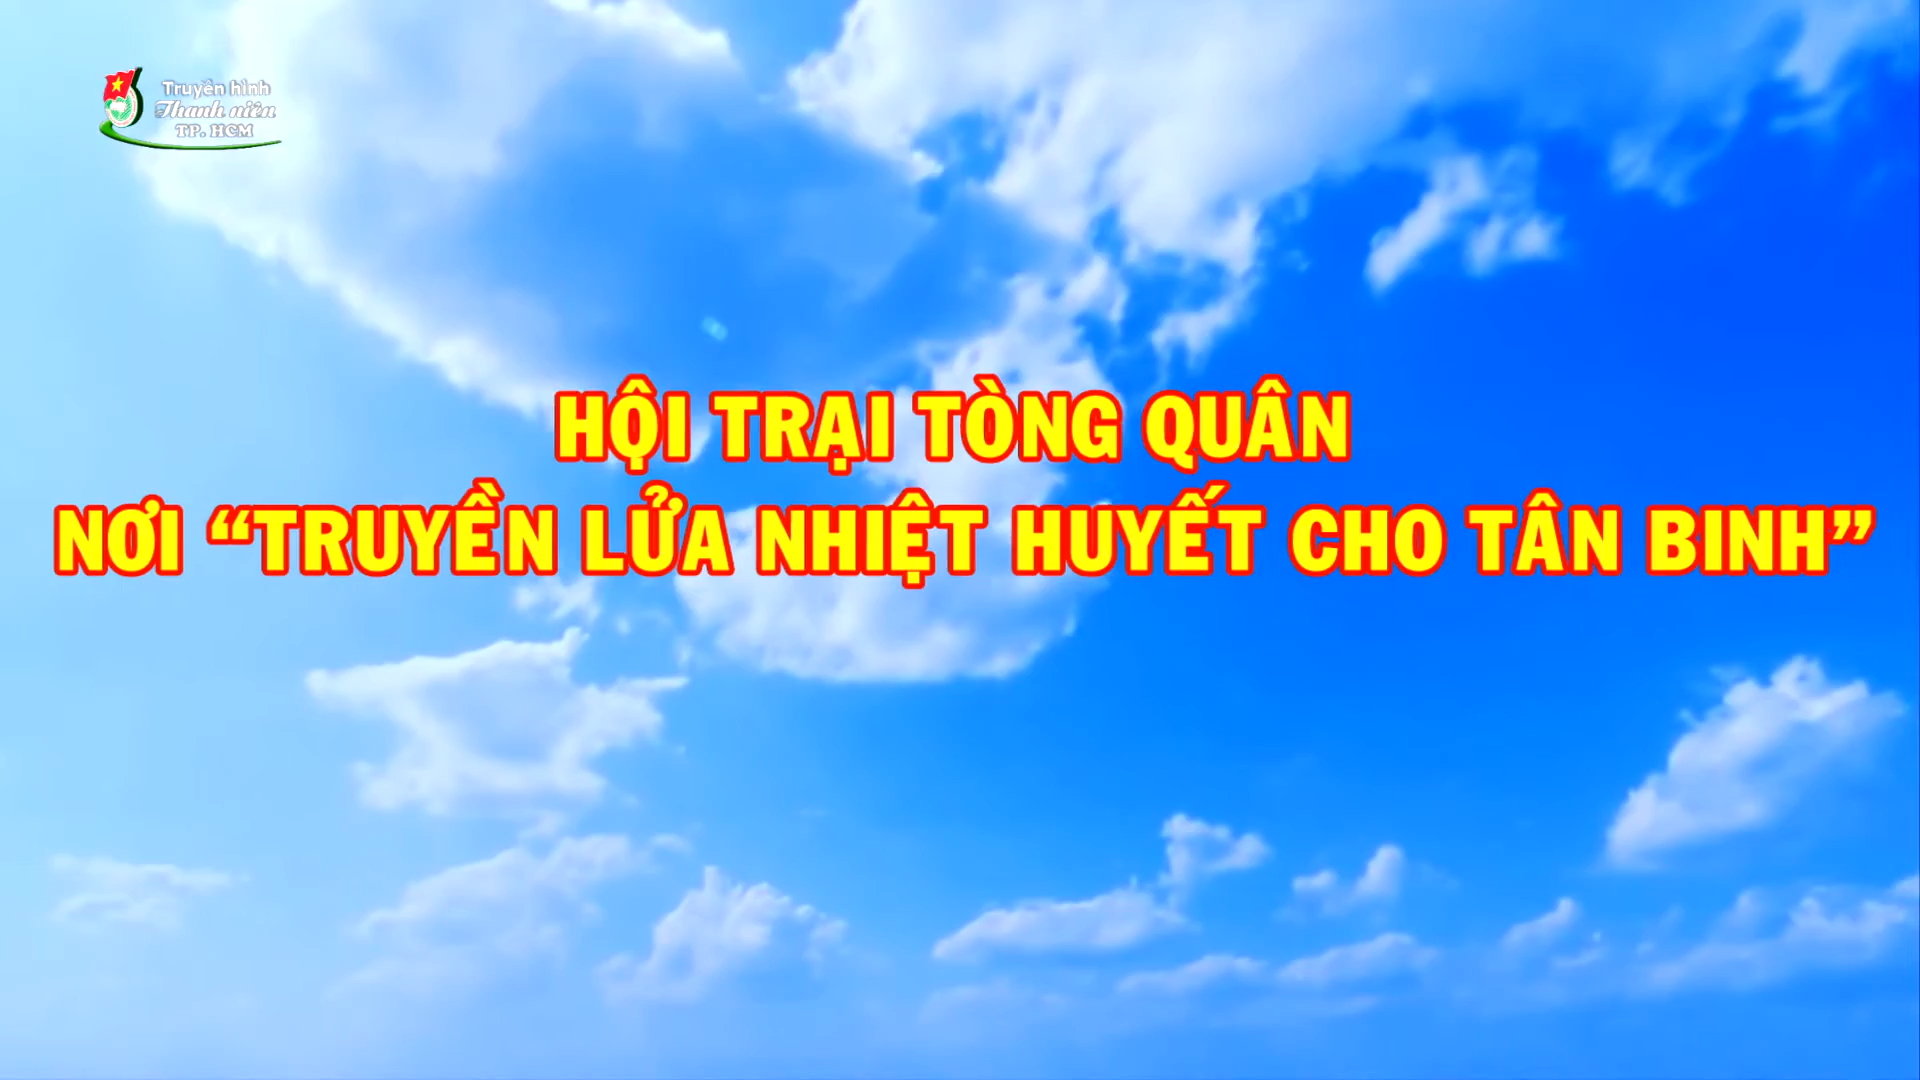 Truyền hình
Thanh niên
TP. HCM
HỘI TRẠI TÒNG QUÂN
NƠI “TRUYỀN LỬA NHIỆT HUYẾT CHO TÂN BINH”